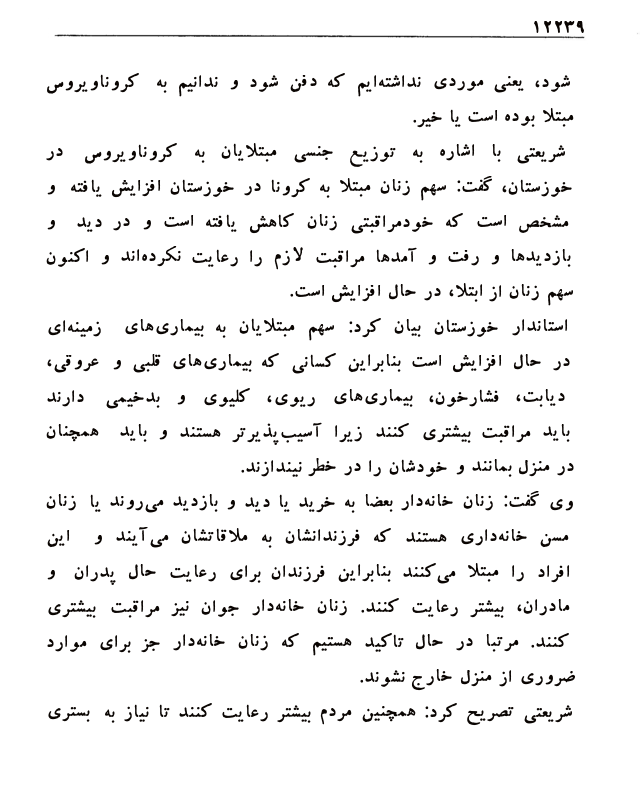 ۱۲۲۳۹
شود، یعنی موردی نداشته‌ایم که دفن شود و ندانیم به کروناویروس
مبتلا بوده است یا خیر.
شریعتی با اشاره به توزیع جنسی مبتلایان به کروناویروس در
خوزستان، گفت: سهم زنان مبتلا به کرونا در خوزستان افزایش یافته و
مشخص است که خودمراقبتی زنان کاهش یافته است و در دید و
بازدیدها و رفت و آمدها مراقبت لازم را رعایت نکرده‌اند و اکنون
سهم زنان از ابتلا، در حال افزایش است.
استاندار خوزستان بیان کرد: سهم مبتلایان به بیماری‌های زمینه‌ای
در حال افزایش است بنابراین کسانی که بیماری‌های قلبی و عروقی،
دیابت، فشارخون، بیماری‌های ریوی، کلیوی و بدخیمی دارند
باید مراقبت بیشتری کنند زیرا آسیب‌پذیرتر هستند و باید همچنان
در منزل بمانند و خودشان را در خطر نیندازند.
وی گفت: زنان خانه‌دار بعضا به خرید یا دید و بازدید می‌روند یا زنان
مسن خانه‌داری هستند که فرزندانشان به ملاقاتشان می‌آیند و این
افراد را مبتلا می‌کنند بنابراین فرزندان برای رعایت حال پدران و
مادران، بیشتر رعایت کنند. زنان خانه‌دار جوان نیز مراقبت بیشتری
کنند. مرتبا در حال تاکید هستیم که زنان خانه‌دار جز برای موارد
ضروری از منزل خارج نشوند.
شریعتی تصریح کرد: همچنین مردم بیشتر رعایت کنند تا نیاز به بستری